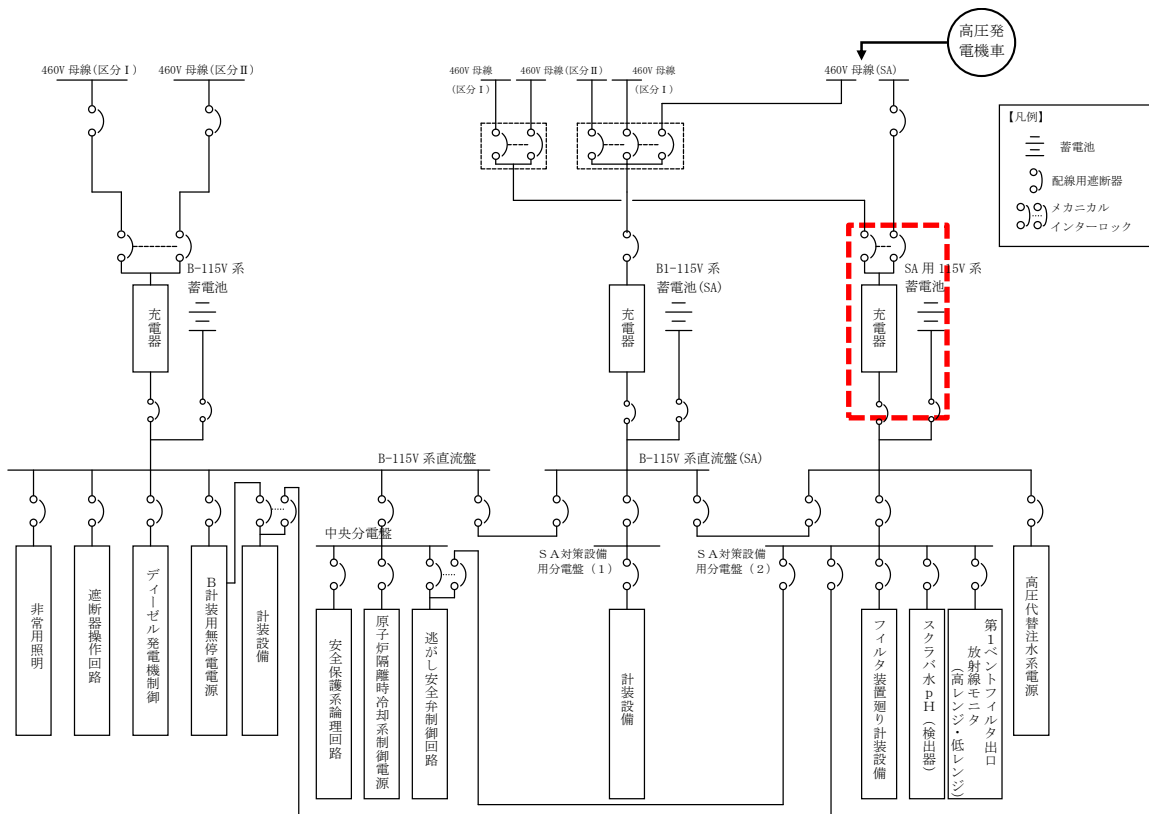 高圧発
電機車
460V 母線(区分Ⅰ)
460V 母線(区分Ⅱ)
460V 母線
(区分Ⅰ)
460V 母線(区分Ⅱ)
460V 母線
(区分Ⅰ)
460V 母線(SA)
【凡例】
蓄電池
配線用遮断器
メカニカル
インターロック
B-115V 系
蓄電池
充電器
B1-115V 系
蓄電池(SA)
充電器
SA 用 115V 系
蓄電池
充電器
B-115V 系直流盤
B-115V 系直流盤(SA)
中央分電盤
SA対策設備
用分電盤(1)
SA対策設備
用分電盤(2)
非常用照明
遮断器操作回路
ディーゼル発電機制御
B計装用無停電電源
計装設備
安全保護系論理回路
原子炉隔離時冷却系制御電源
逃がし安全弁制御回路
計装設備
フィルタ装置廻り計装設備
スクラバ水pH(検出器)
第1ベントフィルタ出口
放射線モニタ
(高レンジ・低レンジ)
高圧代替注水系電源